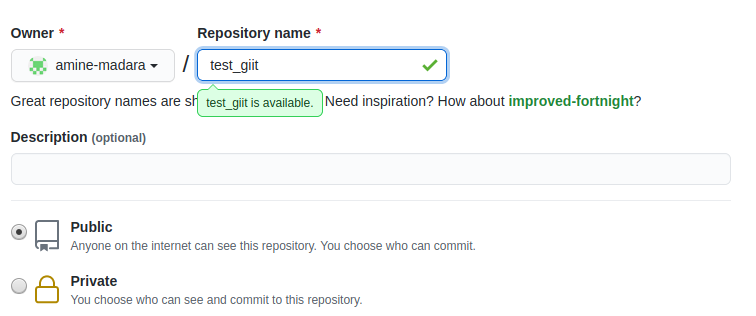 Owner * Repository name *
amine-madara / test_giit
Great repository names are sh Need inspiration? How about improved-fortnight?
test_giit is available.
Description (optional)
Public
Anyone on the internet can see this repository. You choose who can commit.
Private
You choose who can see and commit to this repository.